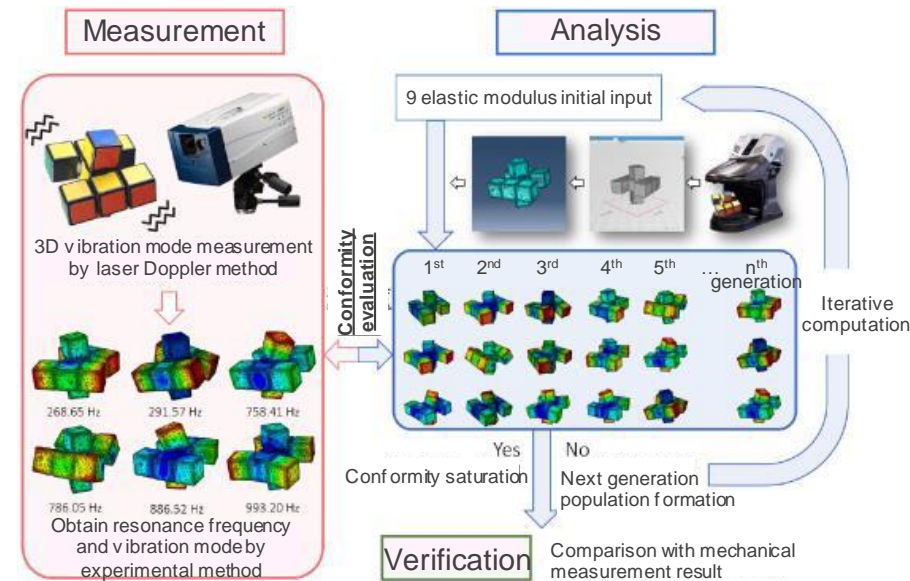 Measurement
3D vibration mode measurement
by laser Doppler method
268.65 Hz
291.57 Hz
758.41 Hz
786.05 Hz
886.52 Hz
993.20 Hz
Obtain resonance frequency
and vibration mode by
experimental method
Conformity
evaluation
Analysis
9 elastic modulus initial input
1st
2nd
3rd
4th
5th
...
nth
generation
Iterative
computation
Yes
No
Conformity saturation
Next generation
population formation
Verification
Comparison with mechanical
measurement result